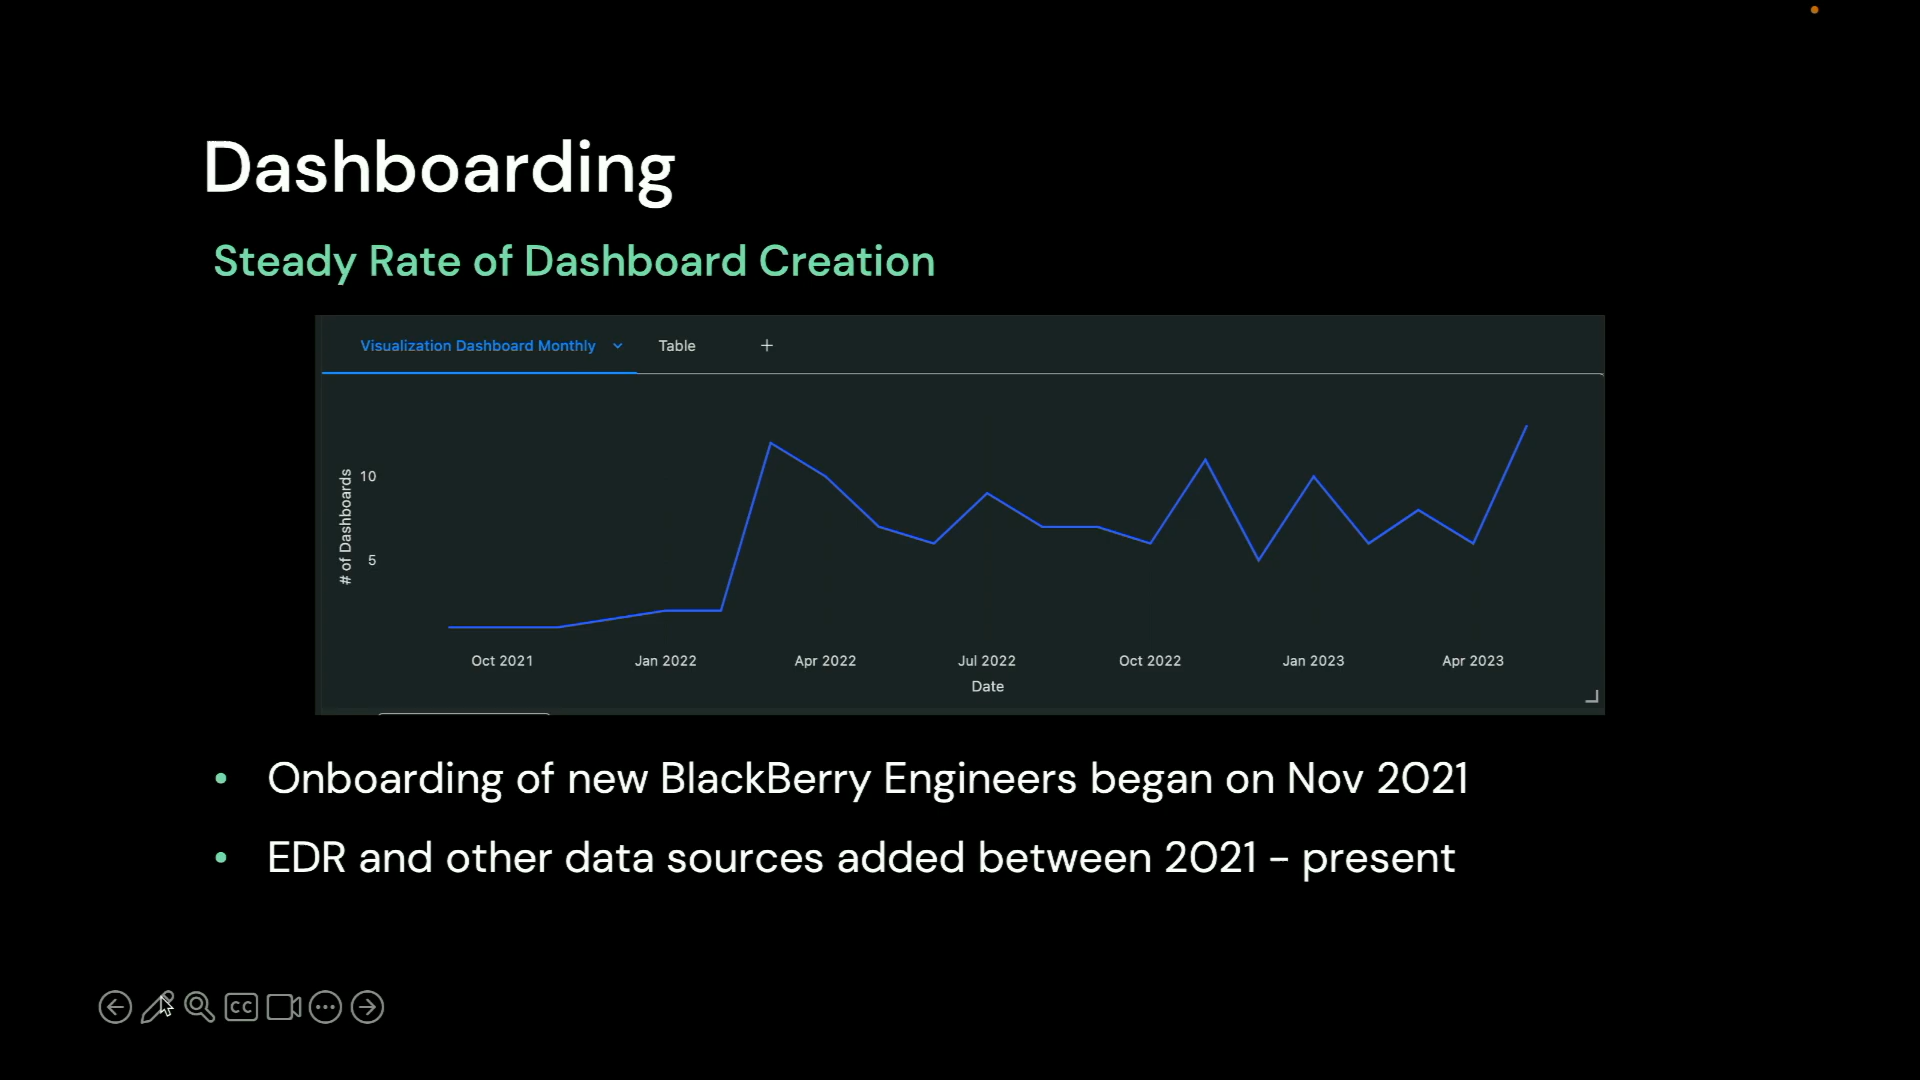 Dashboarding
Steady Rate of Dashboard Creation
Visualization Dashboard Monthly
Table
+
# of Dashboards
10
5
Oct 2021
Jan 2022
Apr 2022
Jul 2022
Oct 2022
Jan 2023
Apr 2023
Date
• Onboarding of new BlackBerry Engineers began on Nov 2021
• EDR and other data sources added between 2021 – present
CC